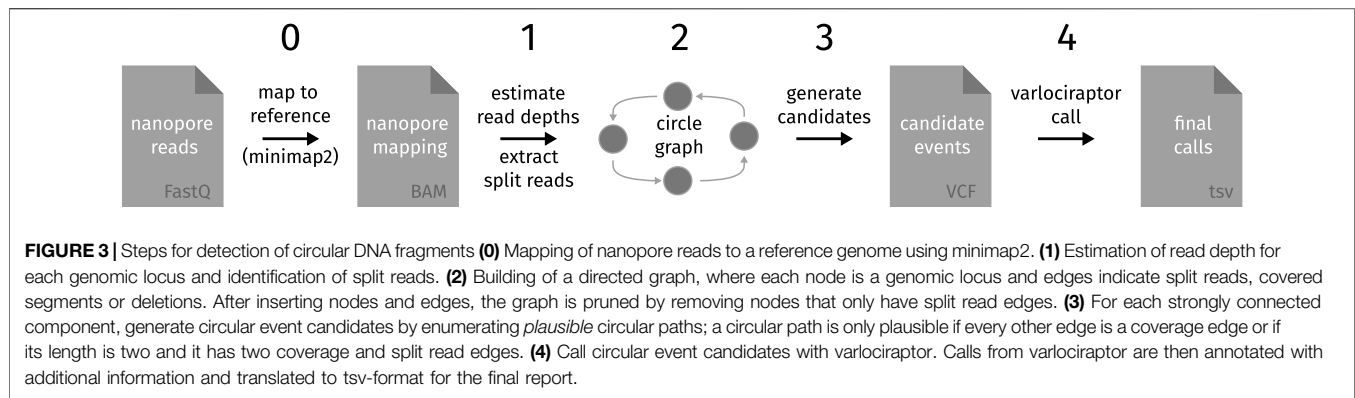 0
1
2
3
4
nanopore
reads
FastQ
map to
reference
(minimap2)
nanopore
mapping
BAM
estimate
read depths
extract
split reads
circle
graph
generate
candidates
candidate
events
VCF
varlociraptor
call
final
calls
tsv
FIGURE 3 | Steps for detection of circular DNA fragments (0) Mapping of nanopore reads to a reference genome using minimap2. (1) Estimation of read depth for
each genomic locus and identification of split reads. (2) Building of a directed graph, where each node is a genomic locus and edges indicate split reads, covered
segments or deletions. After inserting nodes and edges, the graph is pruned by removing nodes that only have split read edges. (3) For each strongly connected
component, generate circular event candidates by enumerating plausible circular paths; a circular path is only plausible if every other edge is a coverage edge or if
its length is two and it has two coverage and split read edges. (4) Call circular event candidates with varlociraptor. Calls from varlociraptor are then annotated with
additional information and translated to tsv-format for the final report.